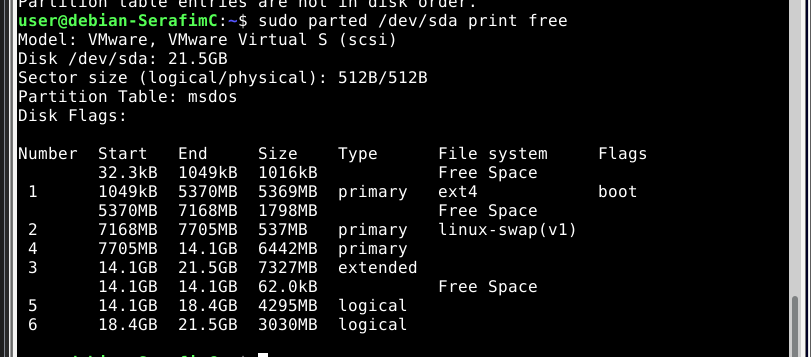 Partition table entries are not in disk order.
user@debian-SerafimC:~$ sudo parted /dev/sda print free
Model: VMware, VMware Virtual S (scsi)
Disk /dev/sda: 21.5GB
Sector size (logical/physical): 512B/512B
Partition Table: msdos
Disk Flags:
Number  Start   End     Size    Type      File system     Flags
        32.3kB  1049kB  1016kB            Free Space
 1      1049kB  5370MB  5369MB  primary   ext4            boot
        5370MB  7168MB  1798MB            Free Space
 2      7168MB  7705MB  537MB   primary   linux-swap(v1)
 4      7705MB  14.1GB  6442MB  primary
 3      14.1GB  21.5GB  7327MB  extended
        14.1GB  14.1GB  62.0kB            Free Space
 5      14.1GB  18.4GB  4295MB  logical
 6      18.4GB  21.5GB  3030MB  logical